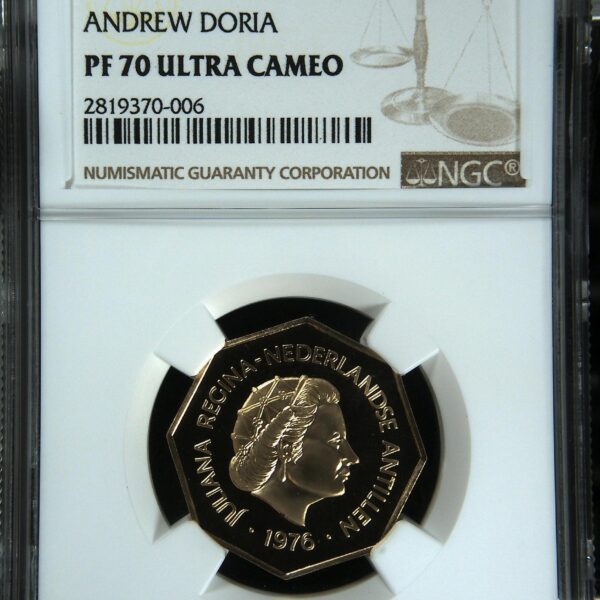 ANDREW DORIA
PF 70 ULTRA CAMEO
2819370-006
NUMISMATIC GUARANTY CORPORATION
NGC®
JULIANA REGINA·NEDERLANDSE ANTILLEN
· 1976 ·